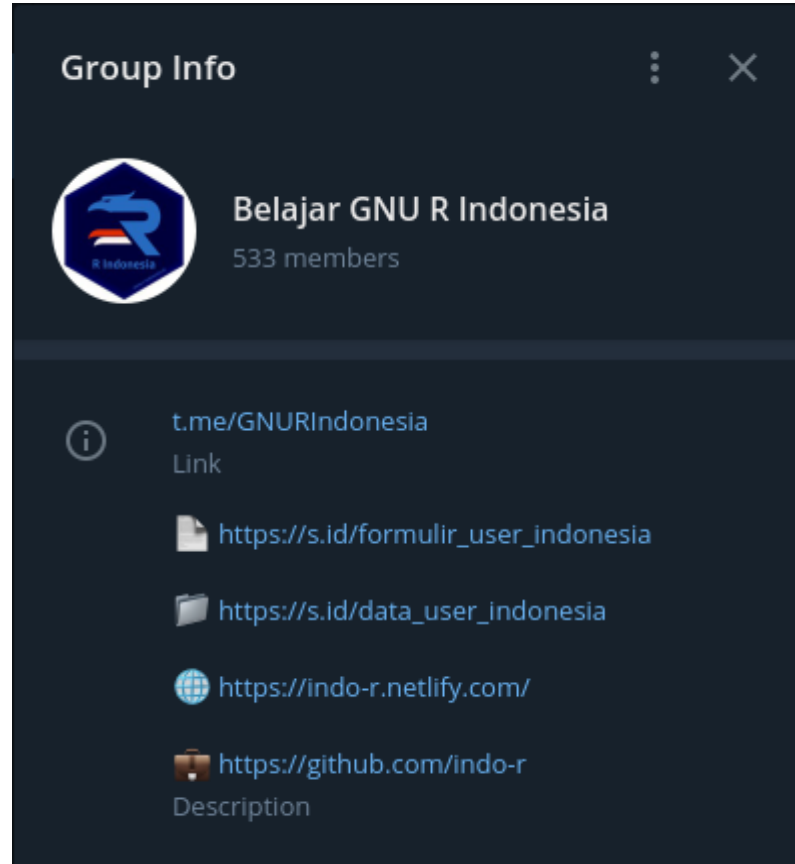 Group Info
R Indonesia
Belajar GNU R Indonesia
533 members
t.me/GNURIndonesia
Link
https://s.id/formulir_user_indonesia
https://s.id/data_user_indonesia
https://indo-r.netlify.com/
https://github.com/indo-r
Description